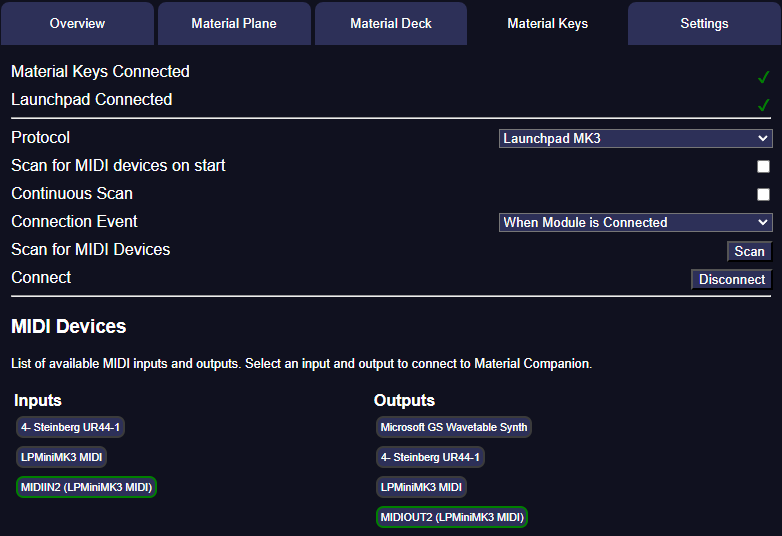 Overview Material Plane Material Deck Material Keys Settings
Material Keys Connected
Launchpad Connected
Protocol Launchpad MK3
Scan for MIDI devices on start
Continuous Scan
Connection Event When Module is Connected
Scan for MIDI Devices Scan
Connect Disconnect
MIDI Devices
List of available MIDI inputs and outputs. Select an input and output to connect to Material Companion.
Inputs
4- Steinberg UR44-1
LPMiniMK3 MIDI
MIDIIN2 (LPMiniMK3 MIDI)
Outputs
Microsoft GS Wavetable Synth
4- Steinberg UR44-1
LPMiniMK3 MIDI
MIDIOUT2 (LPMiniMK3 MIDI)